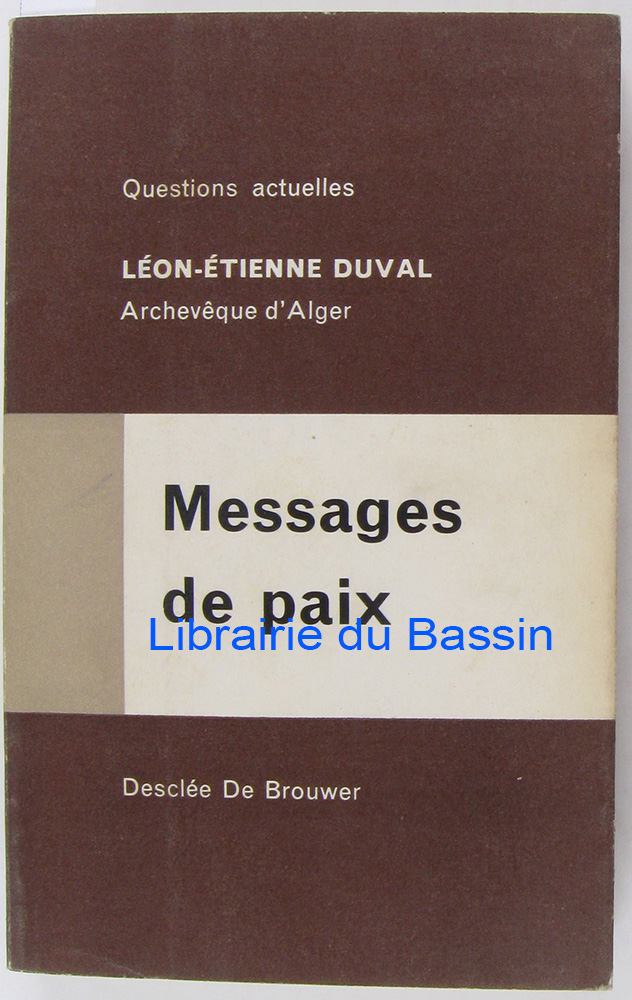 Questions actuelles
LÉON-ÉTIENNE DUVAL
Archevêque d'Alger
Messages
de paix
Librairie du Bassin
Desclée De Brouwer